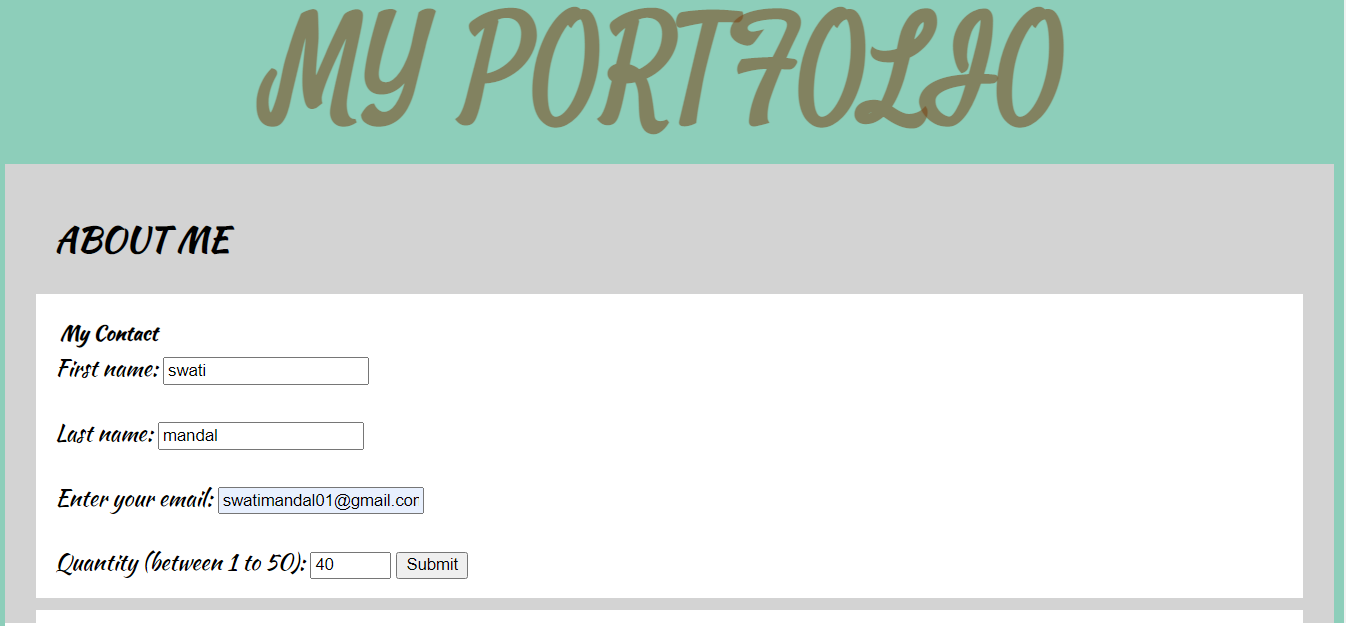 MY PORTFOLIO
ABOUT ME
My Contact
First name: swati
Last name: mandal
Enter your email: swatimandal01@gmail.cor
Quantity (between 1 to 50): 40 Submit